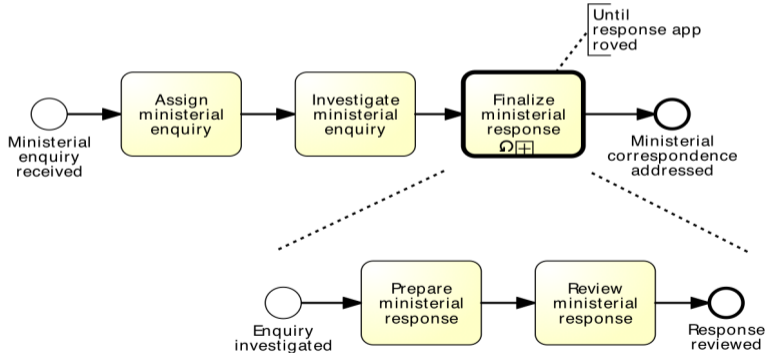 Until
response app
roved
Assign
ministerial
enquiry
Investigate
ministerial
enquiry
Finalize
ministerial
response
Ministerial
enquiry
received
Ministerial
correspondence
addressed
Prepare
ministerial
response
Review
ministerial
response
Enquiry
investigated
Response
reviewed